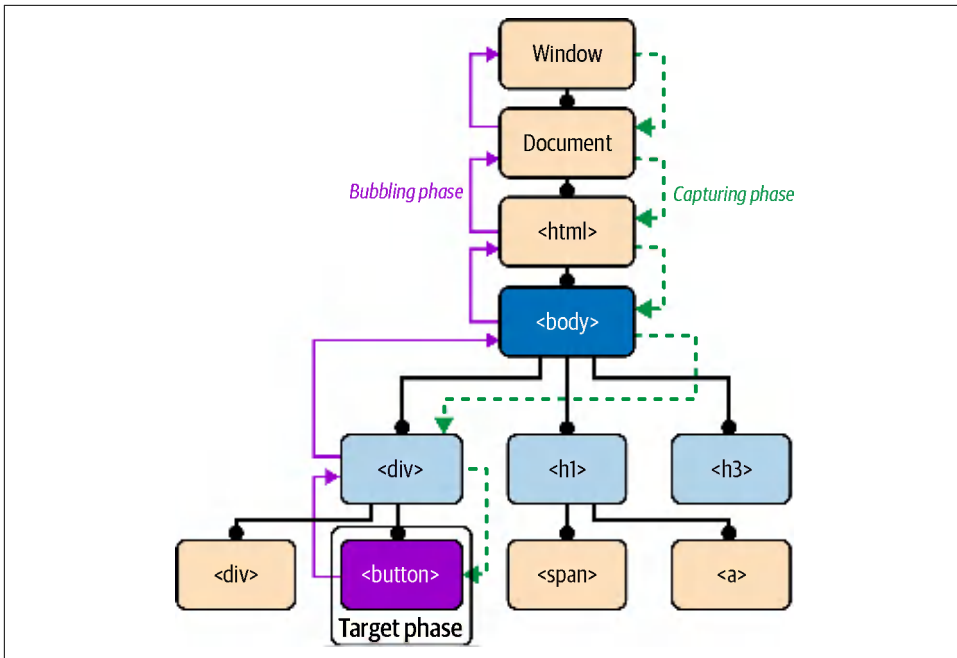 Window
Document
Bubbling phase
Capturing phase
<html>
<body>
<div>
<h1>
<h3>
<div>
<button>
<span>
<a>
Target phase